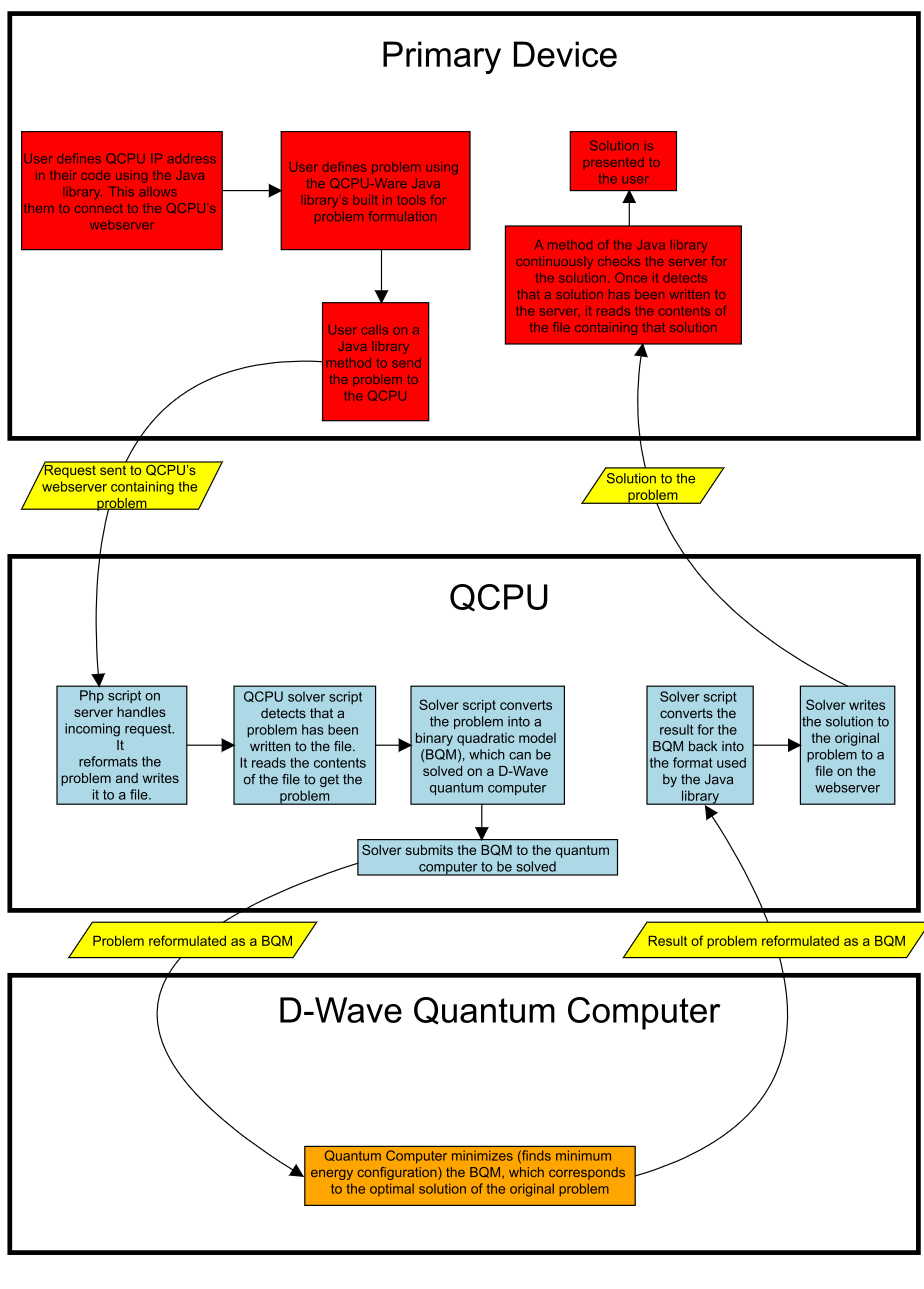 Primary Device
User defines QCPU IP address
in their code using the Java
library. This allows
them to connect to the QCPU's
webserver
User defines problem using
the QCPU-Ware Java
library's built in tools for
problem formulation
User calls on a
Java library
method to send
the problem to
the QCPU
Solution is
presented to
the user
A method of the Java library
continuously checks the server for
the solution. Once it detects
that a solution has been written to
the server, it reads the contents of
the file containing that solution
Request sent to QCPU's
webserver containing the
problem
Solution to the
problem
QCPU
Php script on
server handles
incoming request.
It
reformats the
problem and writes
it to a file.
QCPU solver script
detects that a
problem has been
written to the file.
It reads the contents
of the file to get the
problem
Solver script converts
the problem into a
binary quadratic model
(BQM), which can be
solved on a D-Wave
quantum computer
Solver submits the BQM to the quantum
computer to be solved
Solver script
converts the
result for the
BQM back into
the format used
by the Java
library
Solver writes
the solution to
the original
problem to a
file on the
webserver
Problem reformulated as a BQM
Result of problem reformulated as a BQM
D-Wave Quantum Computer
Quantum Computer minimizes (finds minimum
energy configuration) the BQM, which corresponds
to the optimal solution of the original problem